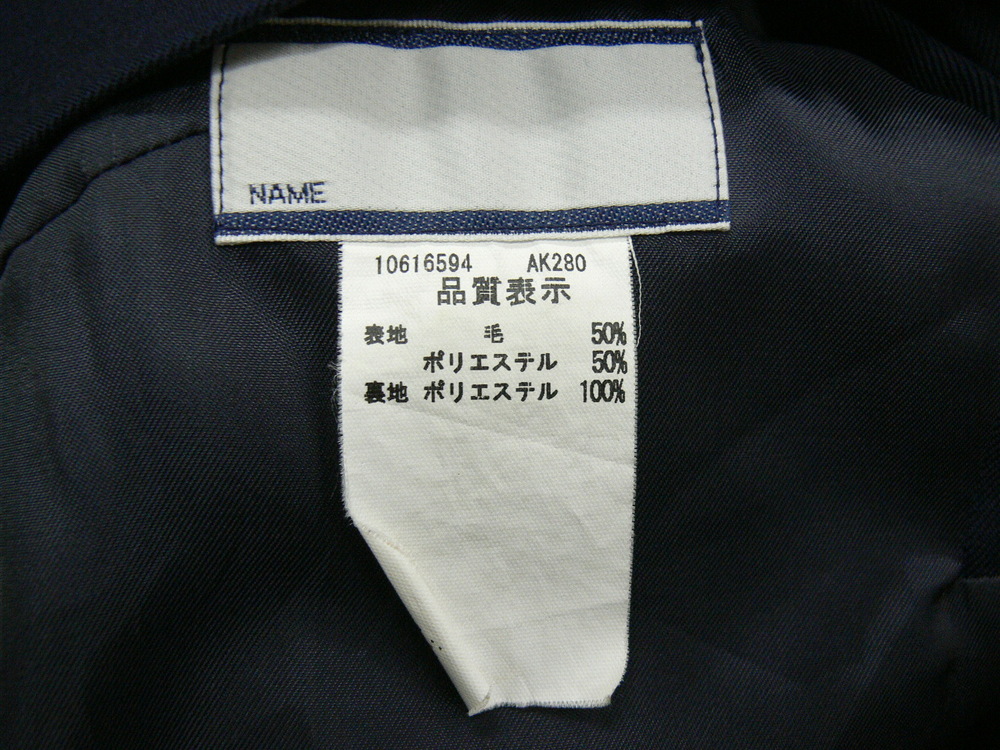 NAME
10616594 AK280
品質表示
表地 毛 50%
ポリエステル 50%
裏地 ポリエステル 100%